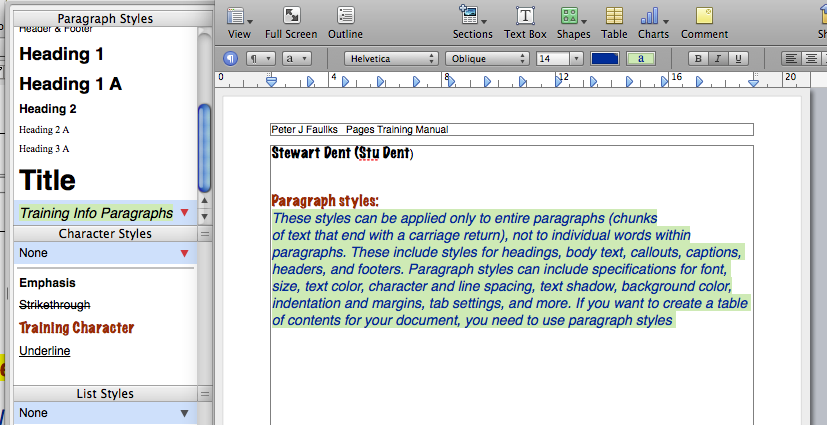 Paragraph Styles
Header & Footer
Heading 1
Heading 1 A
Heading 2
Heading 2 A
Heading 3 A
Title
Training Info Paragraphs
Character Styles
None
Emphasis
Strikethrough
Training Character
Underline
List Styles
None
View Full Screen Outline Sections Text Box Shapes Table Charts Comment
¶ ¶ a Helvetica Oblique 14 a B I U
0 4 8 12 16 20
Peter J Faulks Pages Training Manual
Stewart Dent (Stu Dent)
Paragraph styles:
These styles can be applied only to entire paragraphs (chunks
of text that end with a carriage return), not to individual words within
paragraphs. These include styles for headings, body text, callouts, captions,
headers, and footers. Paragraph styles can include specifications for font,
size, text color, character and line spacing, text shadow, background color,
indentation and margins, tab settings, and more. If you want to create a table
of contents for your document, you need to use paragraph styles